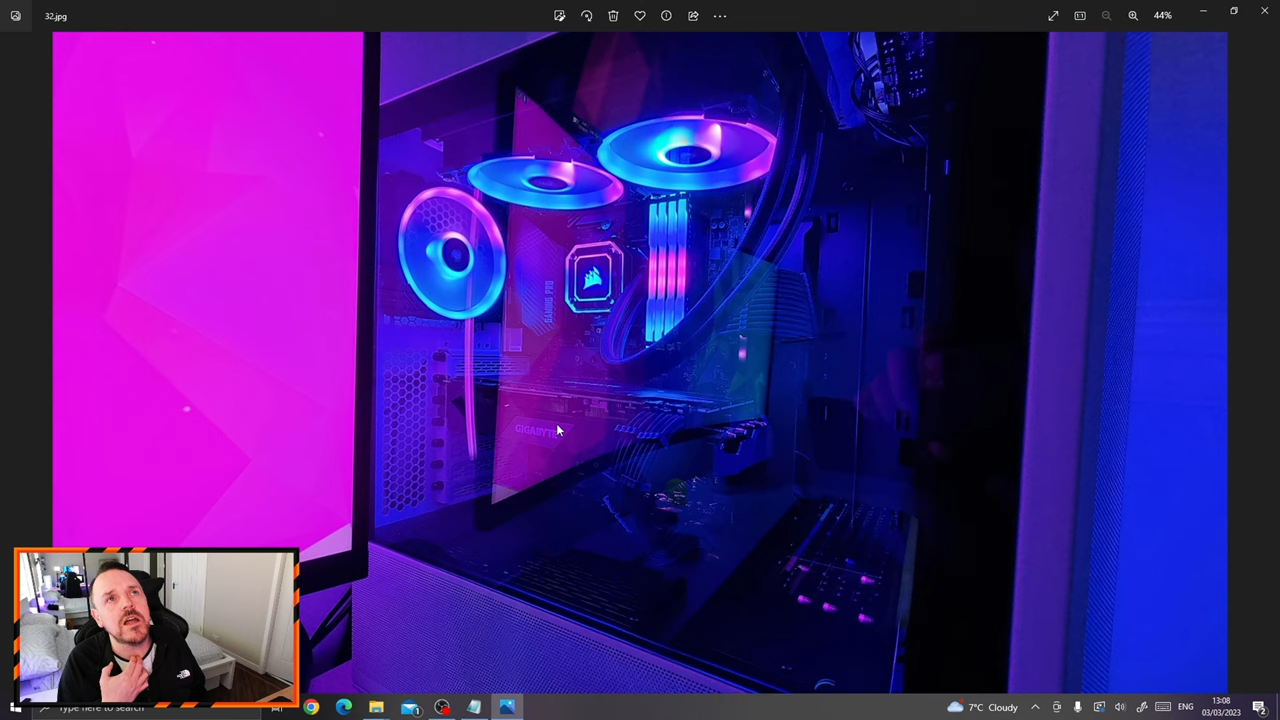 32.jpg
44%
GAMING PRO
GIGABYTE
Type here to search
7°C Cloudy
ENG
13:08
03/03/2023